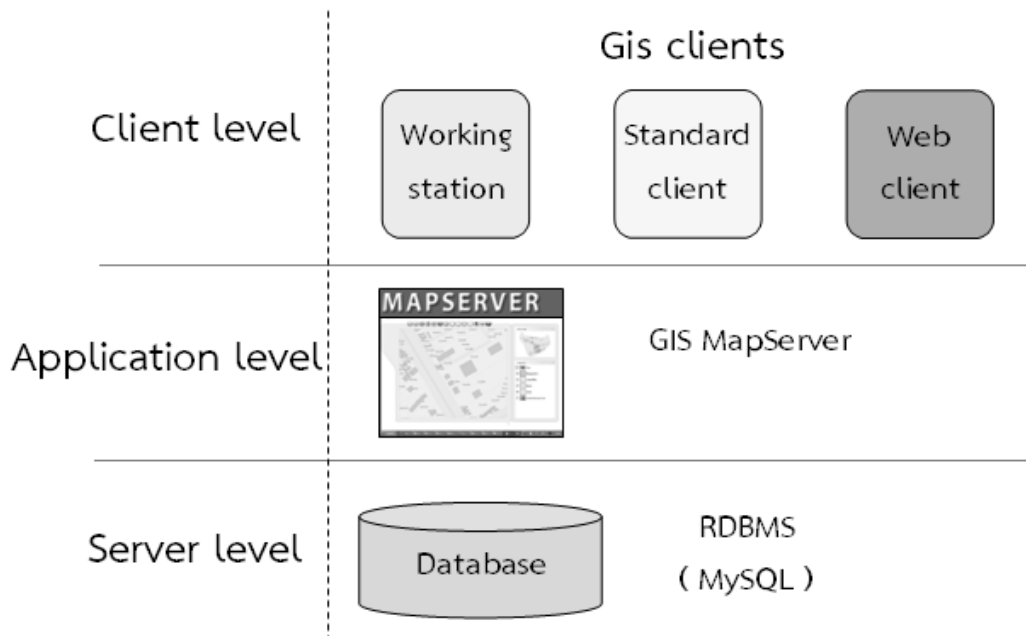 Gis clients
Client level
Working
station
Standard
client
Web
client
MAPSERVER
Application level
GIS MapServer
Server level
Database
RDBMS
( MySQL )